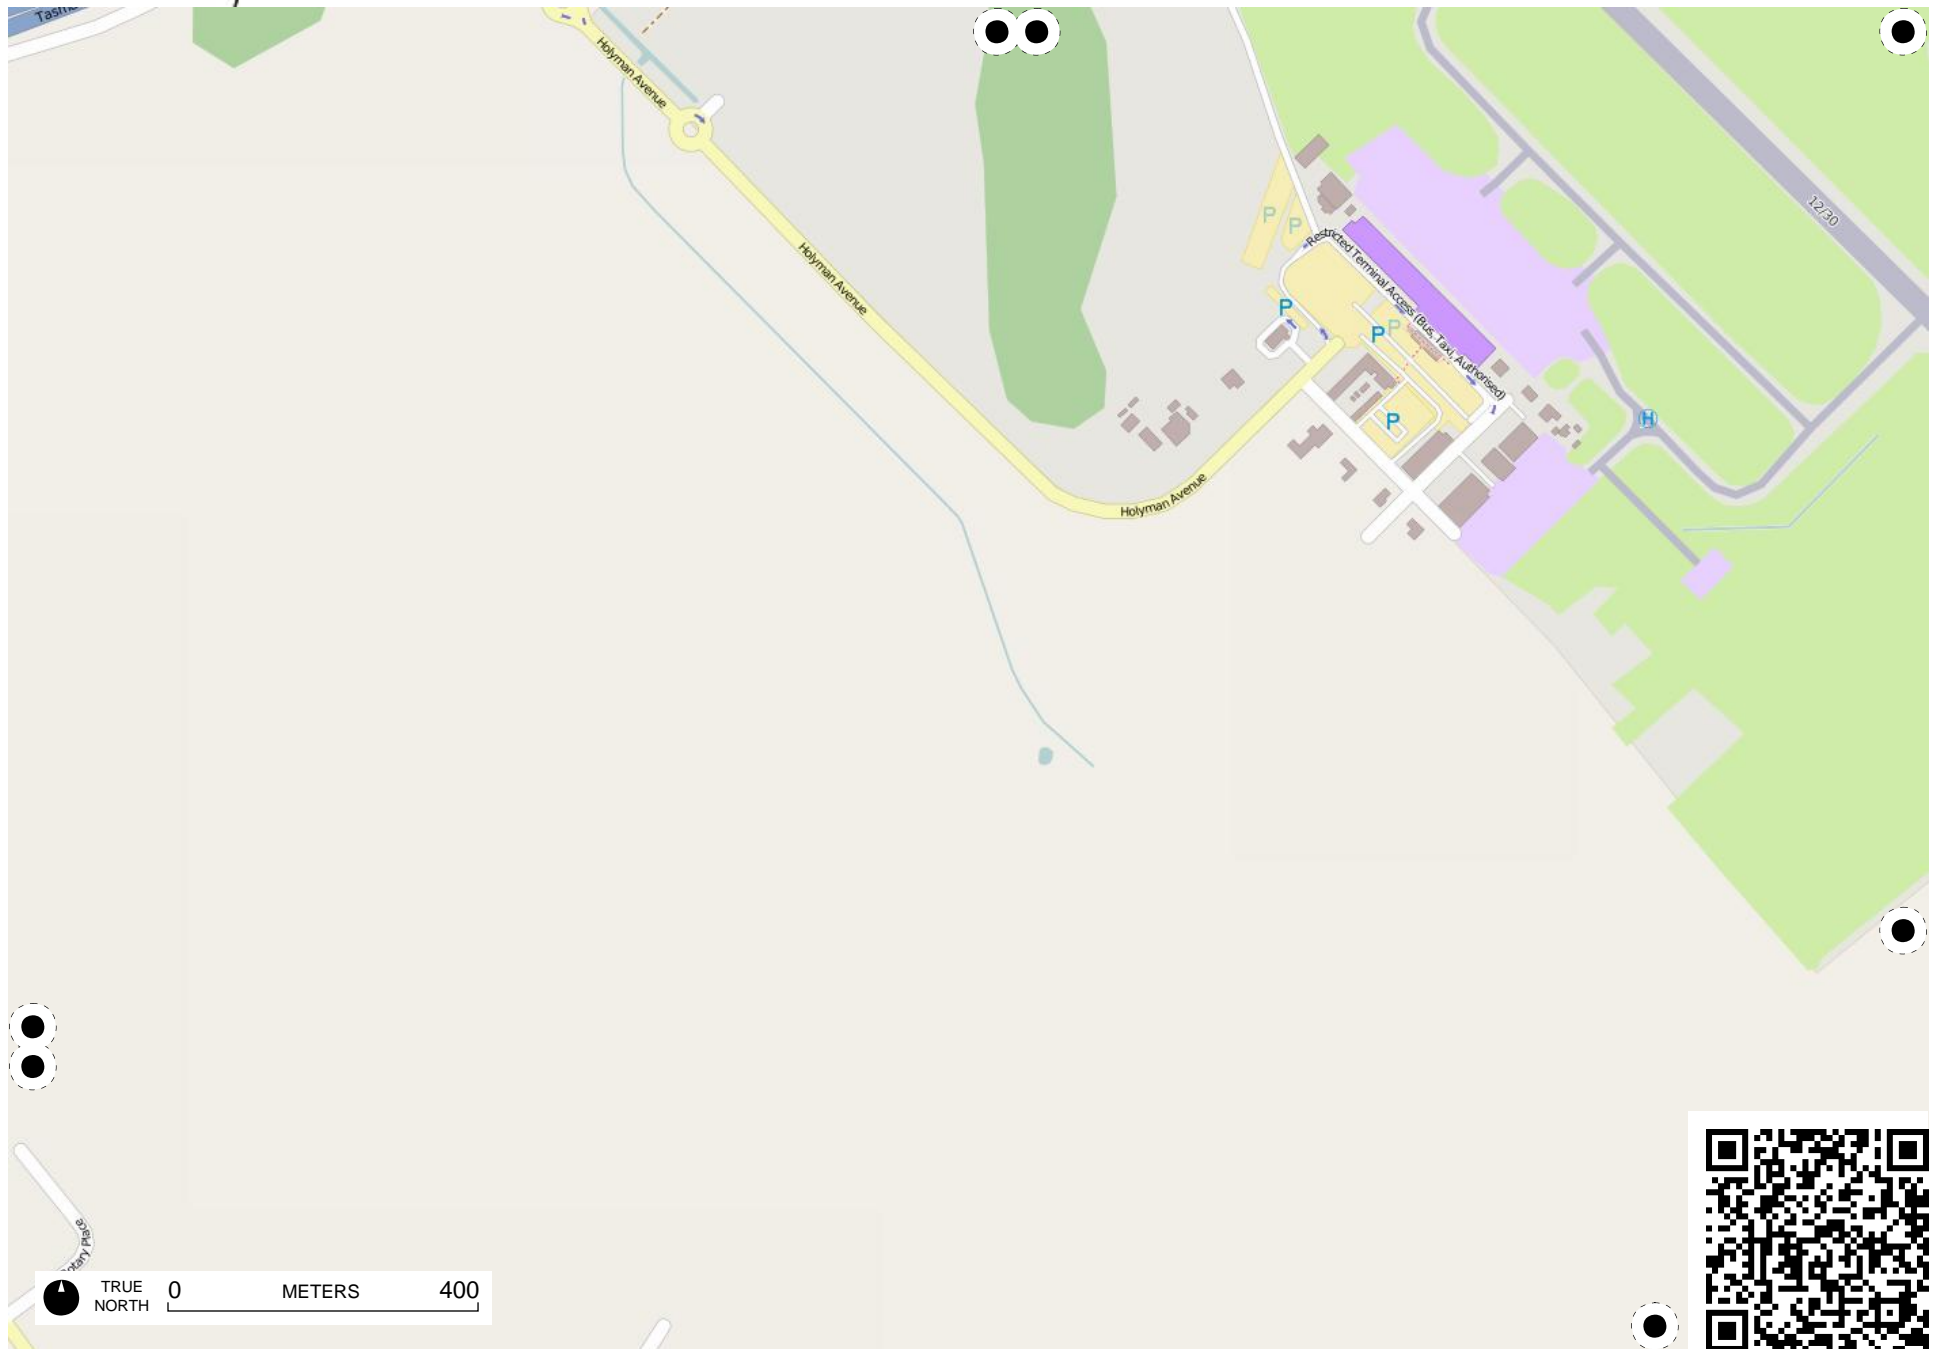 Holyman Avenue
12/30
P
P
Holyman Avenue
Restricted Terminal Access (Bus, Taxi, Authorised)
P
P
P
P
H
Holyman Avenue
TRUE
NORTH
0 METERS 400